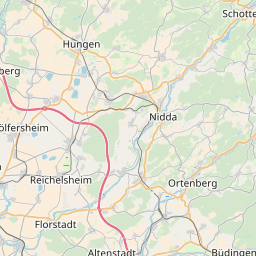 Schotte
Hungen
berg
ölfersheim
Nidda
Reichelsheim
Ortenberg
Florstadt
Altenstadt
Büdingen